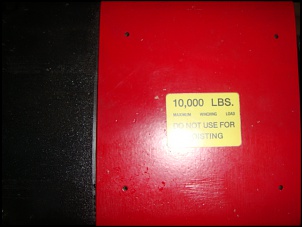 10,000 LBS.
MAXIMUM WORKING LOAD
DO NOT USE FOR